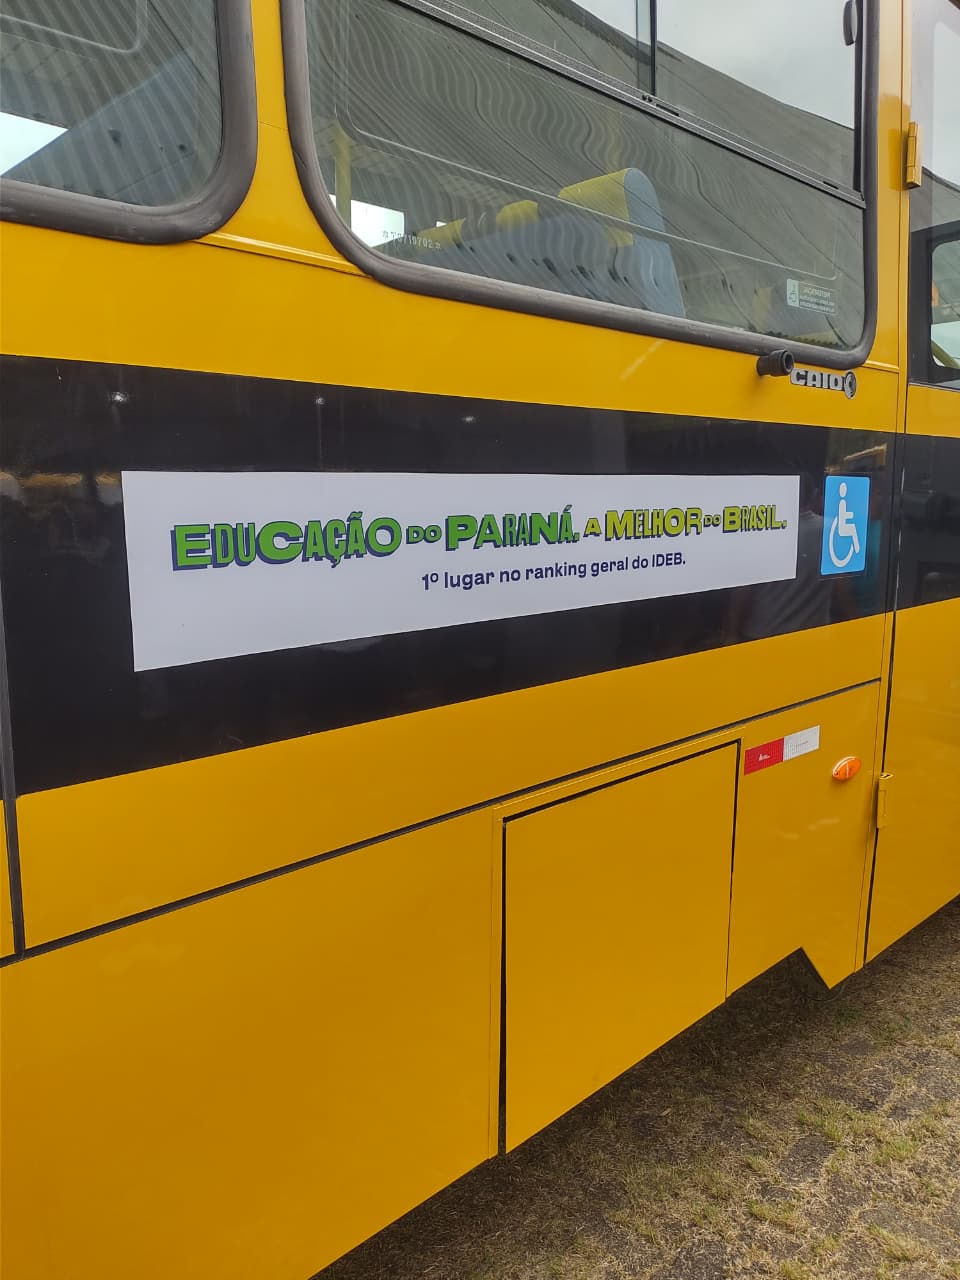 CAIO
EDUCAÇÃO DO PARANÁ. A MELHOR DO BRASIL.
1º lugar no ranking geral do IDEB.